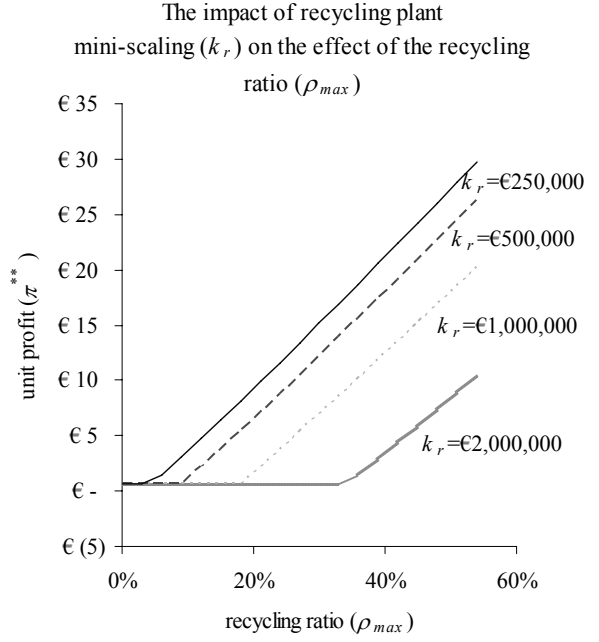 The impact of recycling plant
mini-scaling (k r) on the effect of the recycling
ratio (ρ max)
€ 35
€ 30
€ 25
€ 20
€ 15
€ 10
€ 5
€ -
€ (5)
unit profit (π**)
k r=€250,000
k r=€500,000
k r=€1,000,000
k r=€2,000,000
0% 20% 40% 60%
recycling ratio (ρ max)